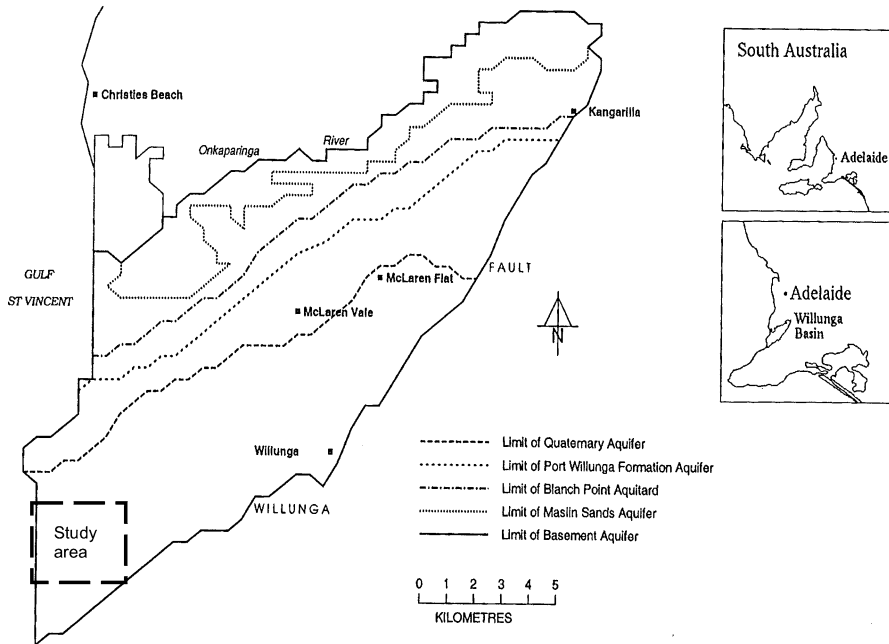 Christies Beach
Onkaparinga River
Kangarilla
GULF
ST VINCENT
FAULT
McLaren Flat
McLaren Vale
Willunga
WILLUNGA
Study
area
N
South Australia
Adelaide
Adelaide
Willunga
Basin
Limit of Quaternary Aquifer
Limit of Port Willunga Formation Aquifer
Limit of Blanch Point Aquitard
Limit of Maslin Sands Aquifer
Limit of Basement Aquifer
0 1 2 3 4 5
KILOMETRES